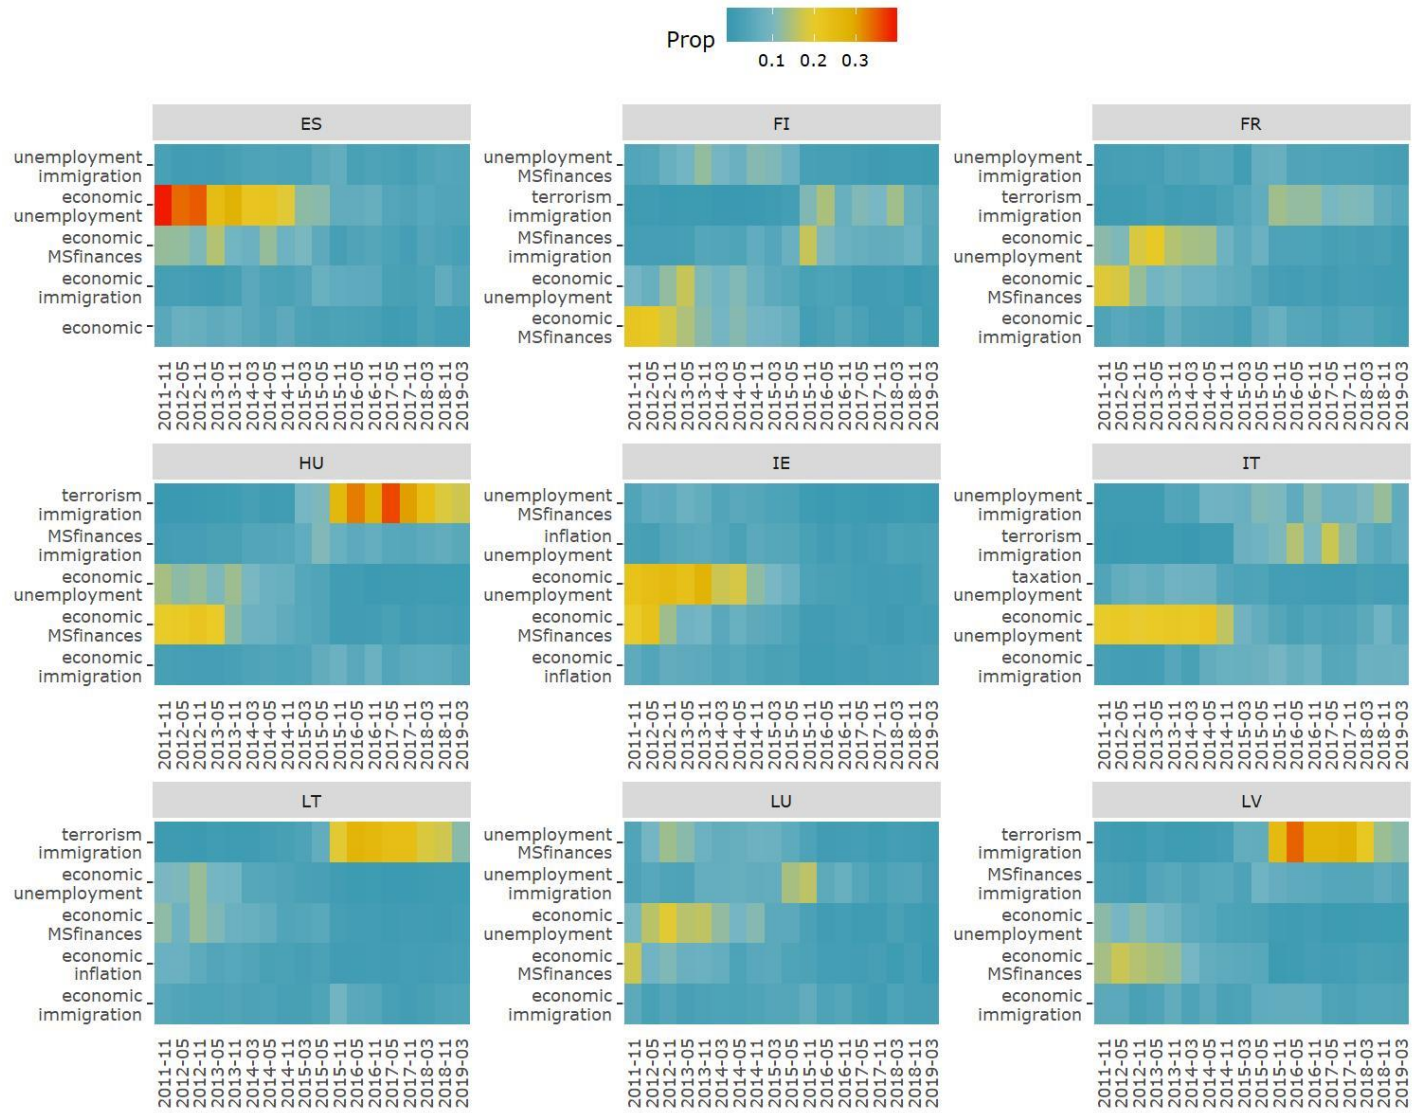 Prop
0.1 0.2 0.3
ES
unemployment
immigration
economic
unemployment
economic
MSfinances
economic
immigration
economic
2011-11
2012-05
2012-11
2013-05
2013-11
2014-03
2014-05
2014-11
2015-03
2015-05
2015-11
2016-05
2016-11
2017-05
2017-11
2018-03
2018-11
2019-03
FI
unemployment
MSfinances
terrorism
immigration
MSfinances
immigration
economic
unemployment
economic
MSfinances
2011-11
2012-05
2012-11
2013-05
2013-11
2014-03
2014-05
2014-11
2015-03
2015-05
2015-11
2016-05
2016-11
2017-05
2017-11
2018-03
2018-11
2019-03
FR
unemployment
immigration
terrorism
immigration
economic
unemployment
economic
MSfinances
economic
immigration
2011-11
2012-05
2012-11
2013-05
2013-11
2014-03
2014-05
2014-11
2015-03
2015-05
2015-11
2016-05
2016-11
2017-05
2017-11
2018-03
2018-11
2019-03
HU
terrorism
immigration
MSfinances
immigration
economic
unemployment
economic
MSfinances
economic
immigration
2011-11
2012-05
2012-11
2013-05
2013-11
2014-03
2014-05
2014-11
2015-03
2015-05
2015-11
2016-05
2016-11
2017-05
2017-11
2018-03
2018-11
2019-03
IE
unemployment
MSfinances
inflation
unemployment
economic
unemployment
economic
MSfinances
economic
inflation
2011-11
2012-05
2012-11
2013-05
2013-11
2014-03
2014-05
2014-11
2015-03
2015-05
2015-11
2016-05
2016-11
2017-05
2017-11
2018-03
2018-11
2019-03
IT
unemployment
immigration
terrorism
immigration
taxation
unemployment
economic
unemployment
economic
immigration
2011-11
2012-05
2012-11
2013-05
2013-11
2014-03
2014-05
2014-11
2015-03
2015-05
2015-11
2016-05
2016-11
2017-05
2017-11
2018-03
2018-11
2019-03
LT
terrorism
immigration
economic
unemployment
economic
MSfinances
economic
inflation
economic
immigration
2011-11
2012-05
2012-11
2013-05
2013-11
2014-03
2014-05
2014-11
2015-03
2015-05
2015-11
2016-05
2016-11
2017-05
2017-11
2018-03
2018-11
2019-03
LU
unemployment
MSfinances
unemployment
immigration
economic
unemployment
economic
MSfinances
economic
immigration
2011-11
2012-05
2012-11
2013-05
2013-11
2014-03
2014-05
2014-11
2015-03
2015-05
2015-11
2016-05
2016-11
2017-05
2017-11
2018-03
2018-11
2019-03
LV
terrorism
immigration
MSfinances
immigration
economic
unemployment
economic
MSfinances
economic
immigration
2011-11
2012-05
2012-11
2013-05
2013-11
2014-03
2014-05
2014-11
2015-03
2015-05
2015-11
2016-05
2016-11
2017-05
2017-11
2018-03
2018-11
2019-03